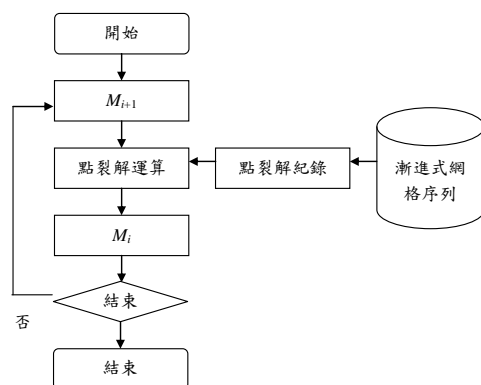 開始
M_{i+1}
點裂解運算
點裂解紀錄
漸進式網
格序列
M_i
結束
否
結束